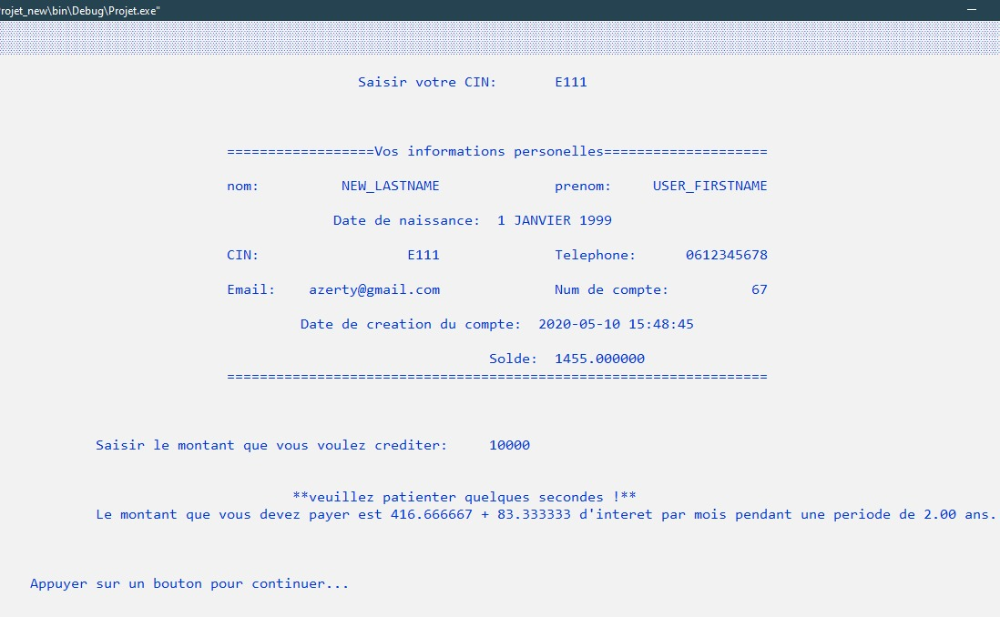 rojet_new\bin\Debug\Projet.exe"
Saisir votre CIN: E111
==================Vos informations personelles====================
nom: NEW_LASTNAME prenom: USER_FIRSTNAME
Date de naissance: 1 JANVIER 1999
CIN: E111 Telephone: 0612345678
Email: azerty@gmail.com Num de compte: 67
Date de creation du compte: 2020-05-10 15:48:45
Solde: 1455.000000
==================================================================
Saisir le montant que vous voulez crediter: 10000
**veuillez patienter quelques secondes !**
Le montant que vous devez payer est 416.666667 + 83.333333 d'interet par mois pendant une periode de 2.00 ans.
Appuyer sur un bouton pour continuer...